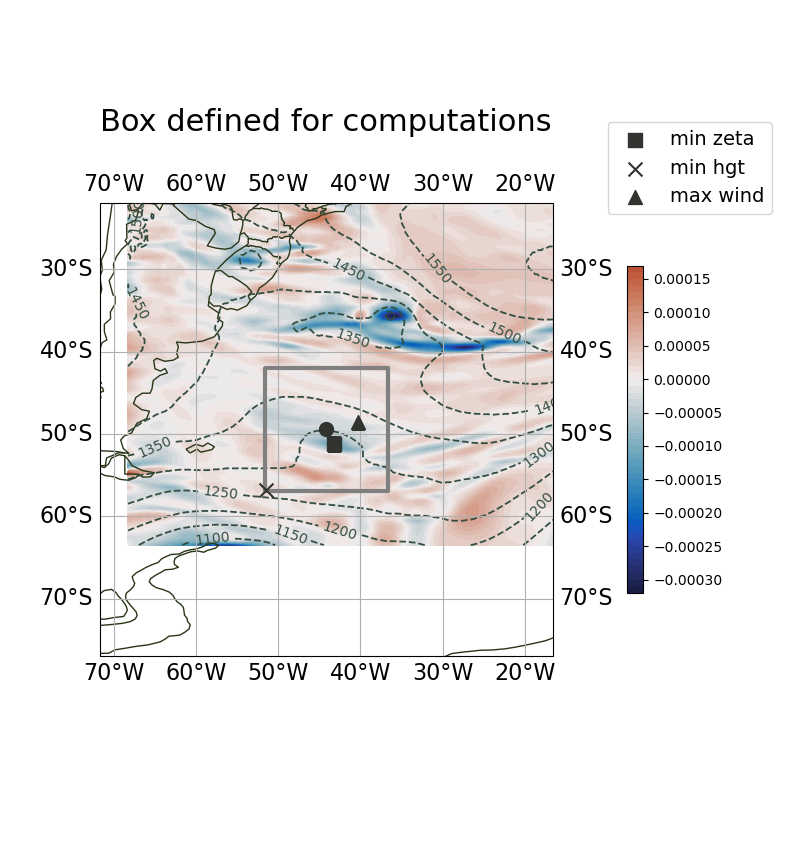 Box defined for computations
min zeta
min hgt
max wind
70°W 60°W 50°W 40°W 30°W 20°W
30°S 30°S
40°S 40°S
50°S 50°S
60°S 60°S
70°S 70°S
1450
1550
1450
1500
1350
1350
1300
1250
1200
1200
1150
1100
0.00015
0.00010
0.00005
0.00000
−0.00005
−0.00010
−0.00015
−0.00020
−0.00025
−0.00030
70°W 60°W 50°W 40°W 30°W 20°W